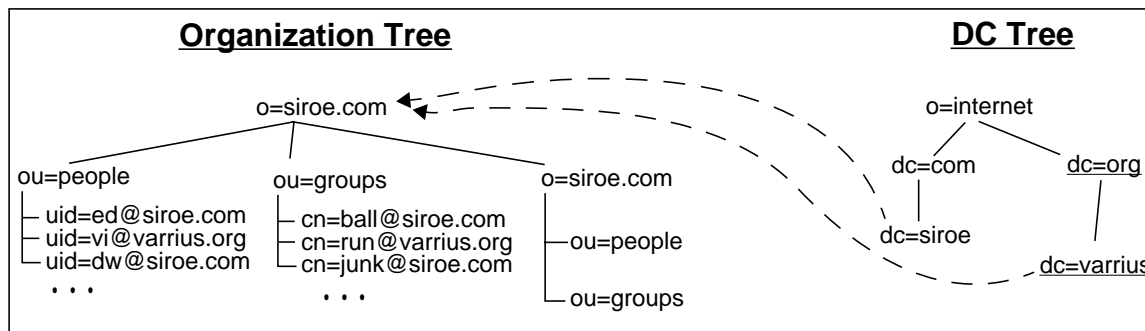 Organization Tree
DC Tree
o=siroe.com
o=internet
ou=people
ou=groups
o=siroe.com
dc=com
dc=org
uid=ed@siroe.com
uid=vi@varrius.org
uid=dw@siroe.com
. . .
cn=ball@siroe.com
cn=run@varrius.org
cn=junk@siroe.com
. . .
ou=people
ou=groups
dc=siroe
dc=varrius